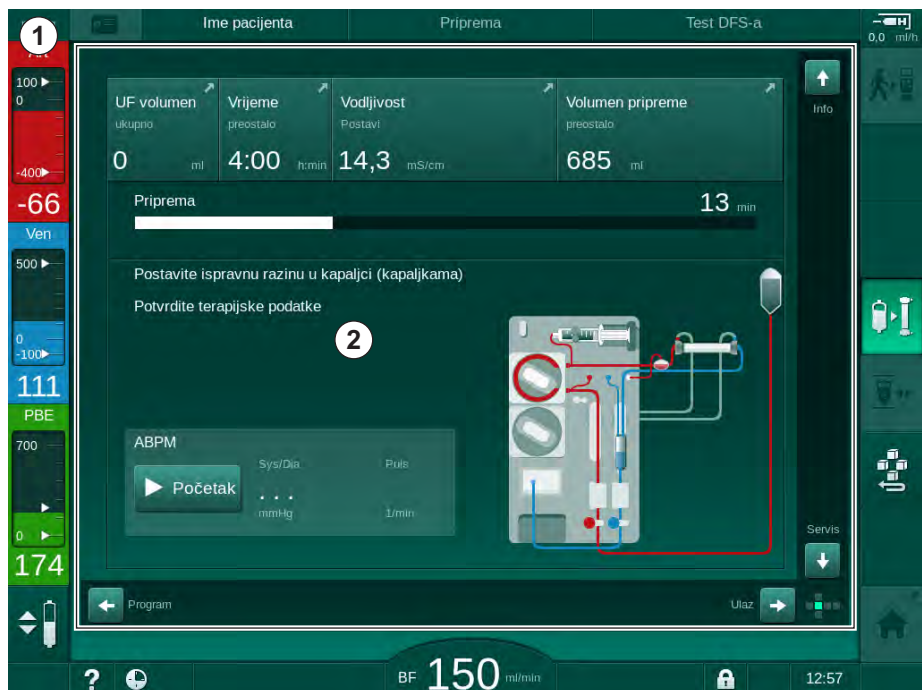 1
Ime pacijenta Priprema Test DFS-a
0,0 ml/h
100
0
-400
-66
Ven
500
0
-100
111
PBE
700
0
174
UF volumen Vrijeme Vodljivost Volumen pripreme
ukupno preostalo Postavi preostalo
0 ml 4:00 h:min 14,3 mS/cm 685 ml
Priprema 13 min
Postavite ispravnu razinu u kapaljci (kapaljkama)
Potvrdite terapijske podatke
2
ABPM
Sys/Dia Puls
Početak . . .
mmHg 1/min
Info
Servis
Program Ulaz
? BF 150 ml/min 12:57